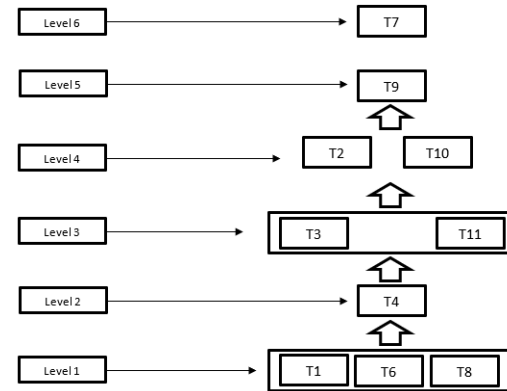 Level 6
T7
Level 5
T9
Level 4
T2
T10
Level 3
T3
T11
Level 2
T4
Level 1
T1
T6
T8